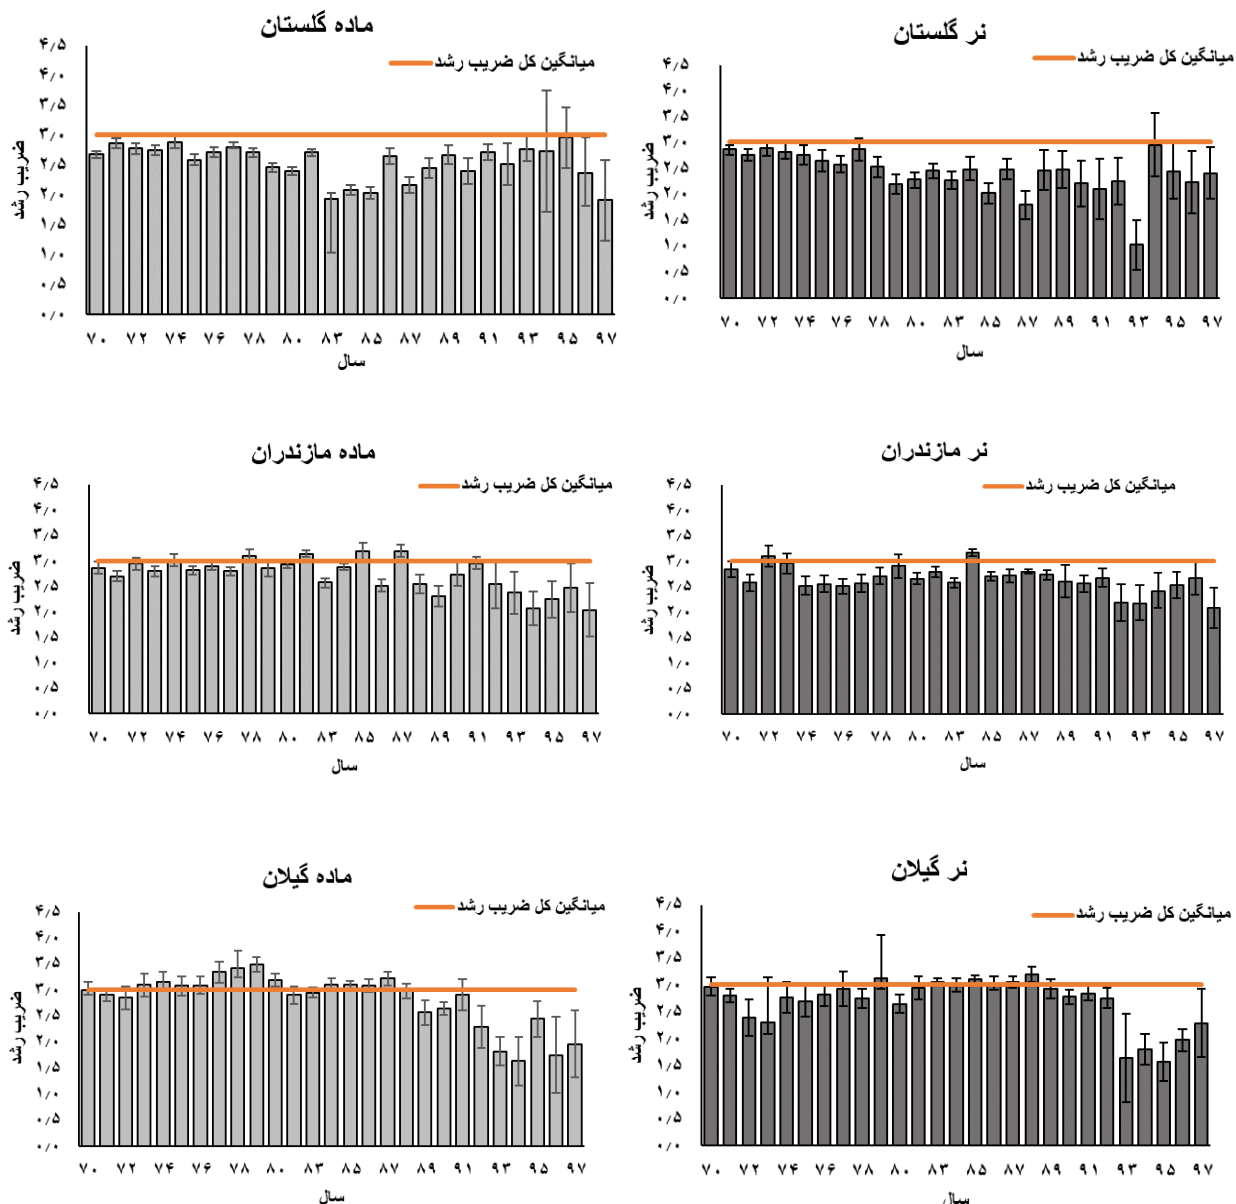 نر گلستان
میانگین کل ضریب رشد
ضریب رشد
۴٫۵
۴٫۰
۳٫۵
۳٫۰
۲٫۵
۲٫۰
۱٫۵
۱٫۰
۰٫۵
۰٫۰
۷۰ ۷۲ ۷۴ ۷۶ ۷۸ ۸۰ ۸۳ ۸۵ ۸۷ ۸۹ ۹۱ ۹۳ ۹۵ ۹۷
سال
ماده گلستان
میانگین کل ضریب رشد
ضریب رشد
۴٫۵
۴٫۰
۳٫۵
۳٫۰
۲٫۵
۲٫۰
۱٫۵
۱٫۰
۰٫۵
۰٫۰
۷۰ ۷۲ ۷۴ ۷۶ ۷۸ ۸۰ ۸۳ ۸۵ ۸۷ ۸۹ ۹۱ ۹۳ ۹۵ ۹۷
سال
نر مازندران
میانگین کل ضریب رشد
ضریب رشد
۴٫۵
۴٫۰
۳٫۵
۳٫۰
۲٫۵
۲٫۰
۱٫۵
۱٫۰
۰٫۵
۰٫۰
۷۰ ۷۲ ۷۴ ۷۶ ۷۸ ۸۰ ۸۳ ۸۵ ۸۷ ۸۹ ۹۱ ۹۳ ۹۵ ۹۷
سال
ماده مازندران
میانگین کل ضریب رشد
ضریب رشد
۴٫۵
۴٫۰
۳٫۵
۳٫۰
۲٫۵
۲٫۰
۱٫۵
۱٫۰
۰٫۵
۰٫۰
۷۰ ۷۲ ۷۴ ۷۶ ۷۸ ۸۰ ۸۳ ۸۵ ۸۷ ۸۹ ۹۱ ۹۳ ۹۵ ۹۷
سال
نر گیلان
میانگین کل ضریب رشد
ضریب رشد
۴٫۵
۴٫۰
۳٫۵
۳٫۰
۲٫۵
۲٫۰
۱٫۵
۱٫۰
۰٫۵
۰٫۰
۷۰ ۷۲ ۷۴ ۷۶ ۷۸ ۸۰ ۸۳ ۸۵ ۸۷ ۸۹ ۹۱ ۹۳ ۹۵ ۹۷
سال
ماده گیلان
میانگین کل ضریب رشد
ضریب رشد
۴٫۵
۴٫۰
۳٫۵
۳٫۰
۲٫۵
۲٫۰
۱٫۵
۱٫۰
۰٫۵
۰٫۰
۷۰ ۷۲ ۷۴ ۷۶ ۷۸ ۸۰ ۸۳ ۸۵ ۸۷ ۸۹ ۹۱ ۹۳ ۹۵ ۹۷
سال